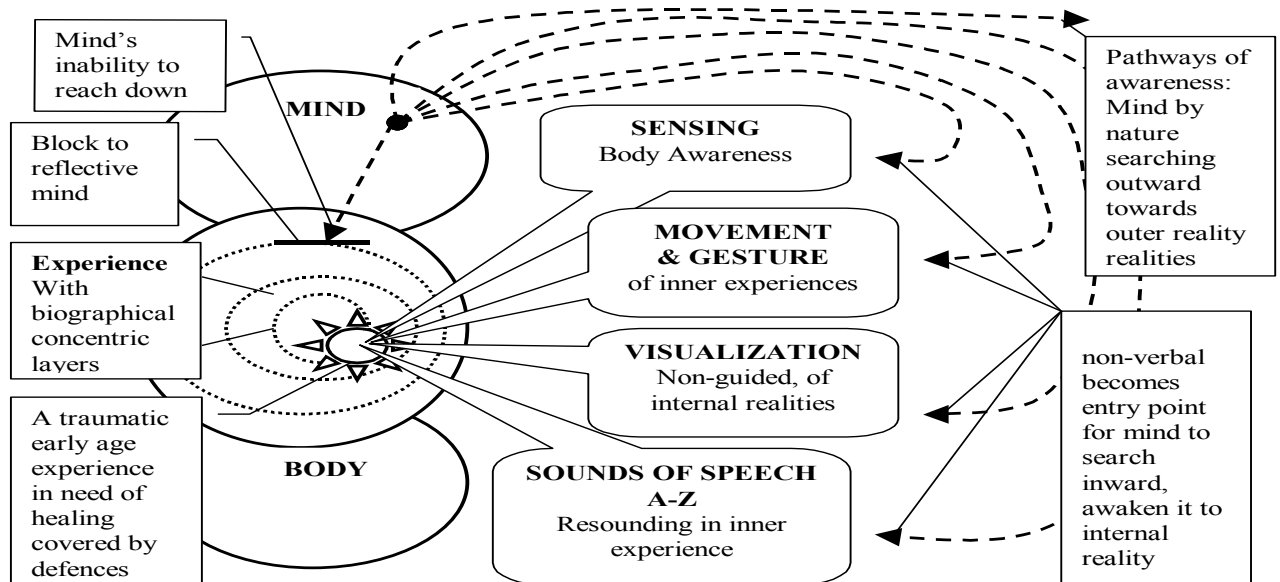 Mind's
inability to
reach down
MIND
Block to
reflective
mind
Experience
With
biographical
concentric
layers
A traumatic
early age
experience
in need of
healing
covered by
defences
BODY
SENSING
Body Awareness
MOVEMENT
& GESTURE
of inner experiences
VISUALIZATION
Non-guided, of
internal realities
SOUNDS OF SPEECH
A-Z
Resounding in inner
experience
Pathways of
awareness:
Mind by
nature
searching
outward
towards
outer reality
realities
non-verbal
becomes
entry point
for mind to
search
inward,
awaken it to
internal
reality